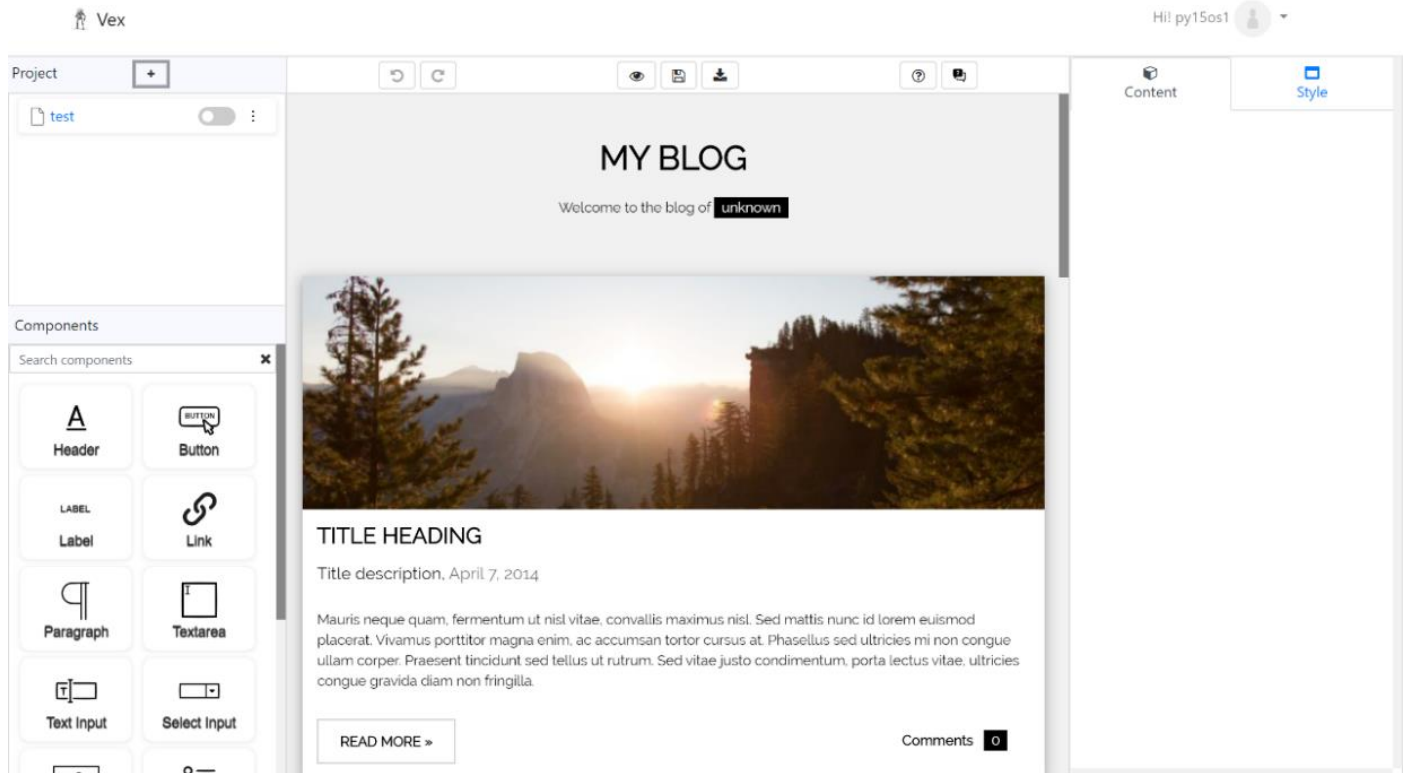 Vex
Hi! py15os1
Project
+
test
Content
Style
MY BLOG
Welcome to the blog of unknown
Components
Search components
A
Header
BUTTON
Button
LABEL
Label
Link
Paragraph
Textarea
Text Input
Select Input
TITLE HEADING
Title description, April 7, 2014
Mauris neque quam, fermentum ut nisl vitae, convallis maximus nisl. Sed mattis nunc id lorem euismod
placerat. Vivamus porttitor magna enim, ac accumsan tortor cursus at. Phasellus sed ultricies mi non congue
ullam corper. Praesent tincidunt sed tellus ut rutrum. Sed vitae justo condimentum, porta lectus vitae, ultricies
congue gravida diam non fringilla.
READ MORE »
Comments 0